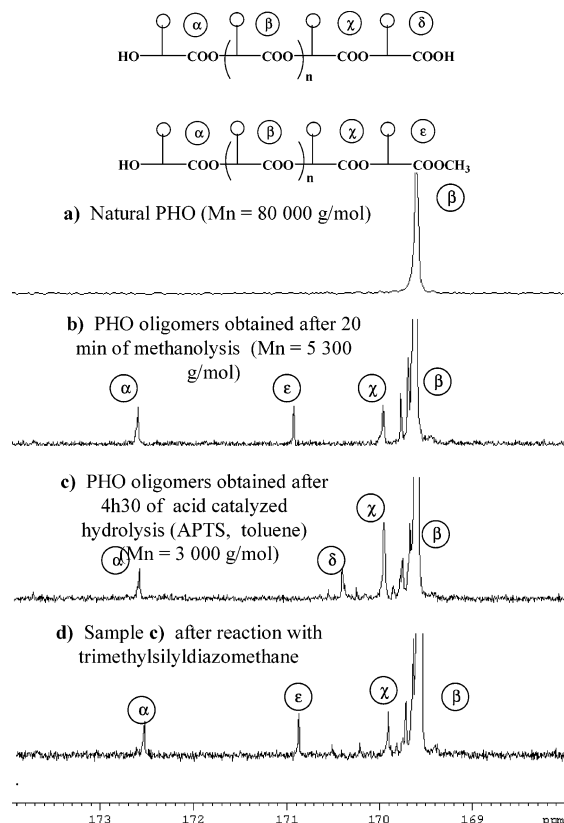 α β χ δ
HO COO ( COO ) n COO COOH
α β χ ε
HO COO ( COO ) n COO COOCH3
a) Natural PHO (Mn = 80 000 g/mol)
β
b) PHO oligomers obtained after 20
min of methanolysis (Mn = 5 300
g/mol)
α ε χ β
c) PHO oligomers obtained after
4h30 of acid catalyzed
hydrolysis (APTS, toluene)
(Mn = 3 000 g/mol)
α δ χ β
d) Sample c) after reaction with
trimethylsilyldiazomethane
α ε χ β
173 172 171 170 169 ppm